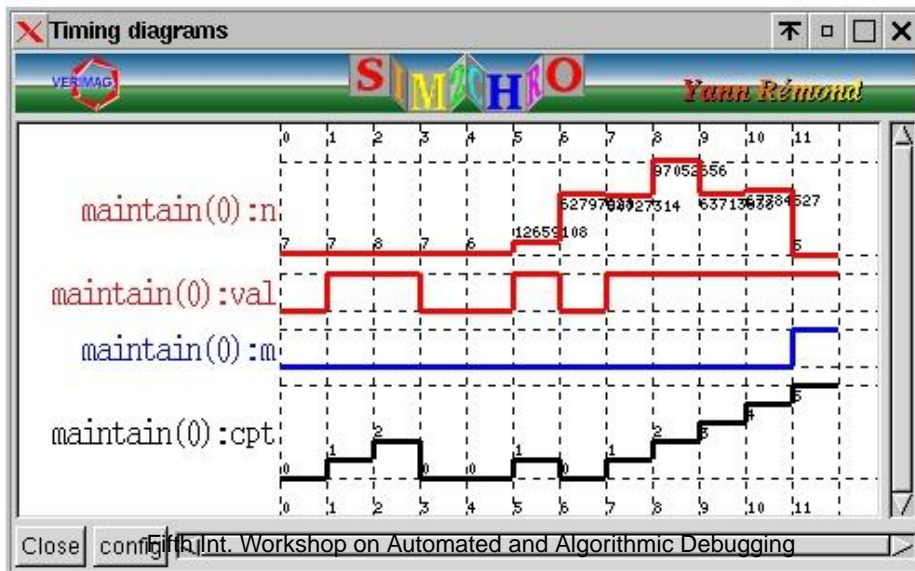 Timing diagrams
VERIMAG
SIM2CHRO
Yann Rémond
0 1 2 3 4 5 6 7 8 9 10 11
maintain(0):n
7 7 8 7 6 12659108 97052656 5
maintain(0):val
maintain(0):m
maintain(0):cpt
0 1 2 0 0 1 0 1 2 3 4 5
0 1 2 3 4 5 6 7 8 9 10 11
Close config
Fifth Int. Workshop on Automated and Algorithmic Debugging